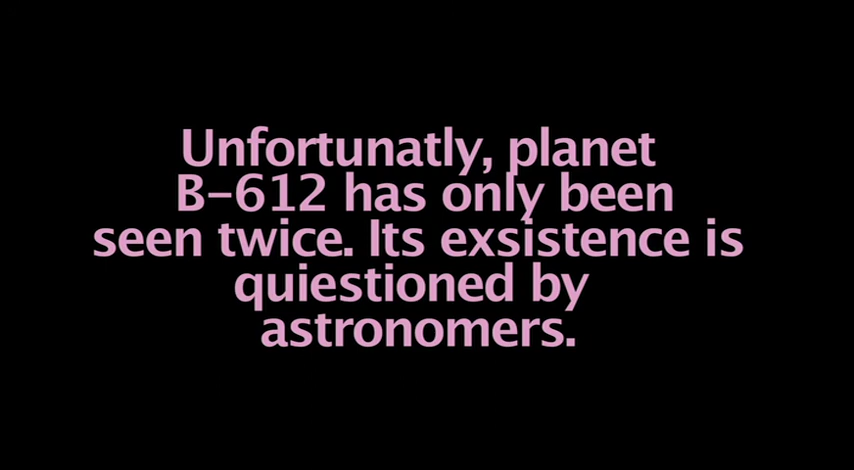 Unfortunatly, planet
B-612 has only been
seen twice. Its exsistence is
quiestioned by
astronomers.